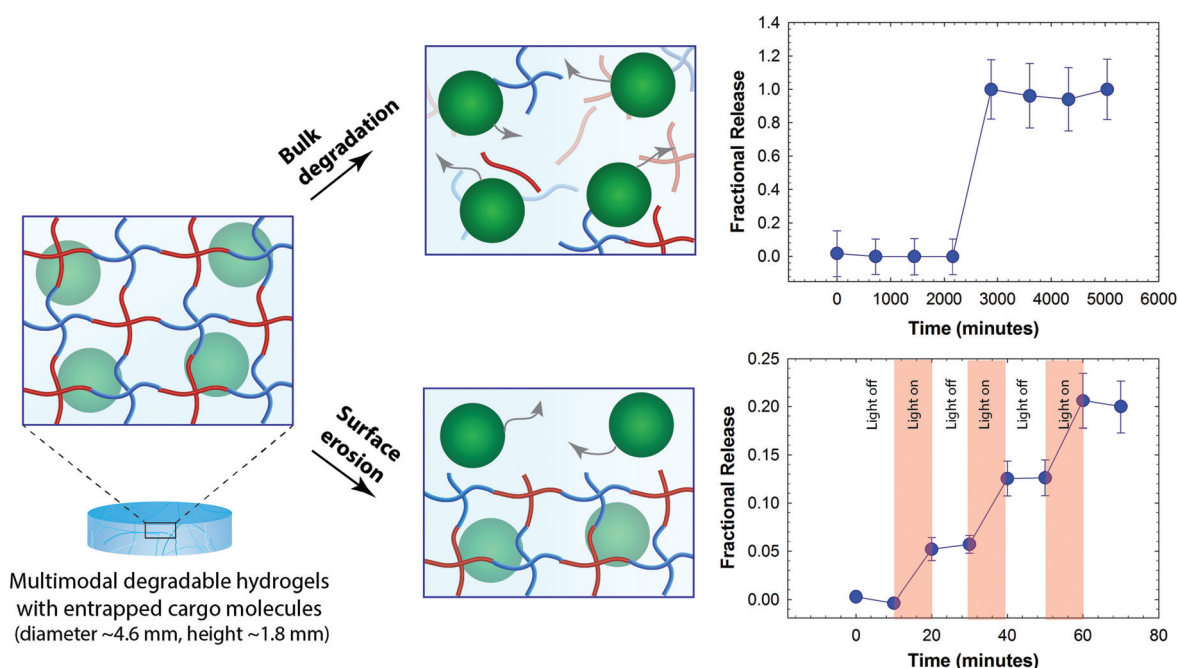 Bulk
degradation
Surface
erosion
Multimodal degradable hydrogels
with entrapped cargo molecules
(diameter ~4.6 mm, height ~1.8 mm)
Fractional Release
1.4
1.2
1.0
0.8
0.6
0.4
0.2
0.0
0 1000 2000 3000 4000 5000 6000
Time (minutes)
Fractional Release
0.25
0.20
0.15
0.10
0.05
0.00
Light off
Light on
Light off
Light on
Light off
Light on
0 20 40 60 80
Time (minutes)